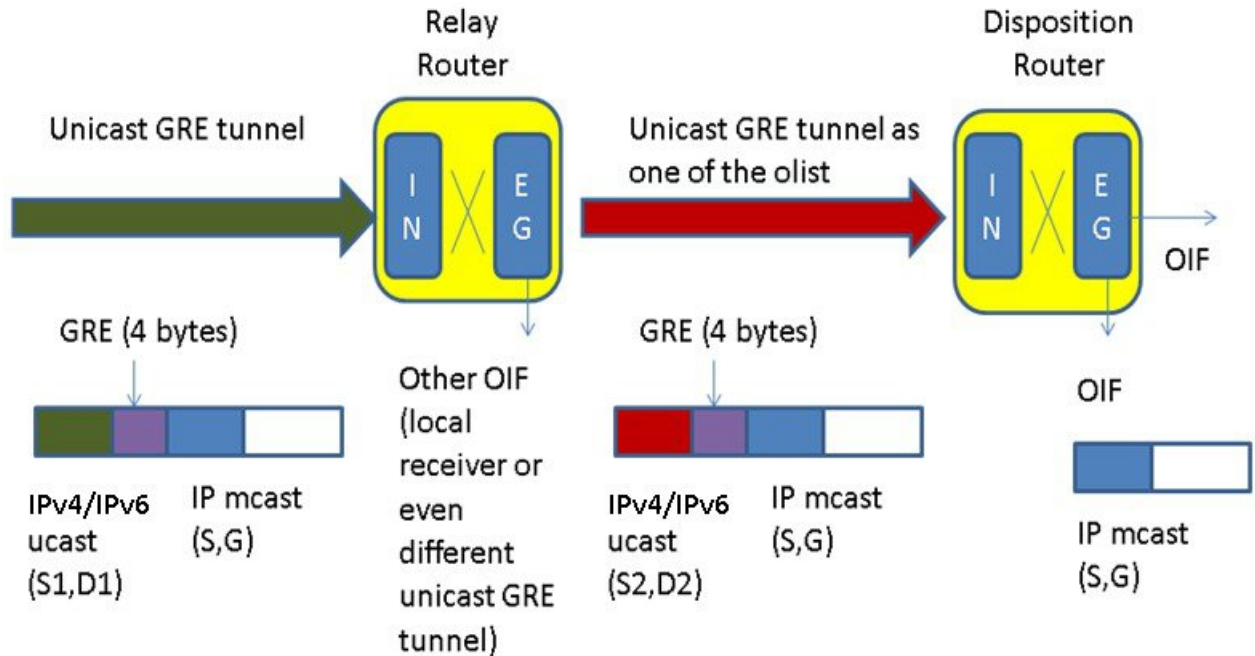 Relay
Router
Disposition
Router
Unicast GRE tunnel
Unicast GRE tunnel as
one of the olist
I
N
E
G
I
N
E
G
OIF
GRE (4 bytes)
IPv4/IPv6
ucast
(S1,D1)
IP mcast
(S,G)
Other OIF
(local
receiver or
even
different
unicast GRE
tunnel)
GRE (4 bytes)
IPv4/IPv6
ucast
(S2,D2)
IP mcast
(S,G)
OIF
IP mcast
(S,G)